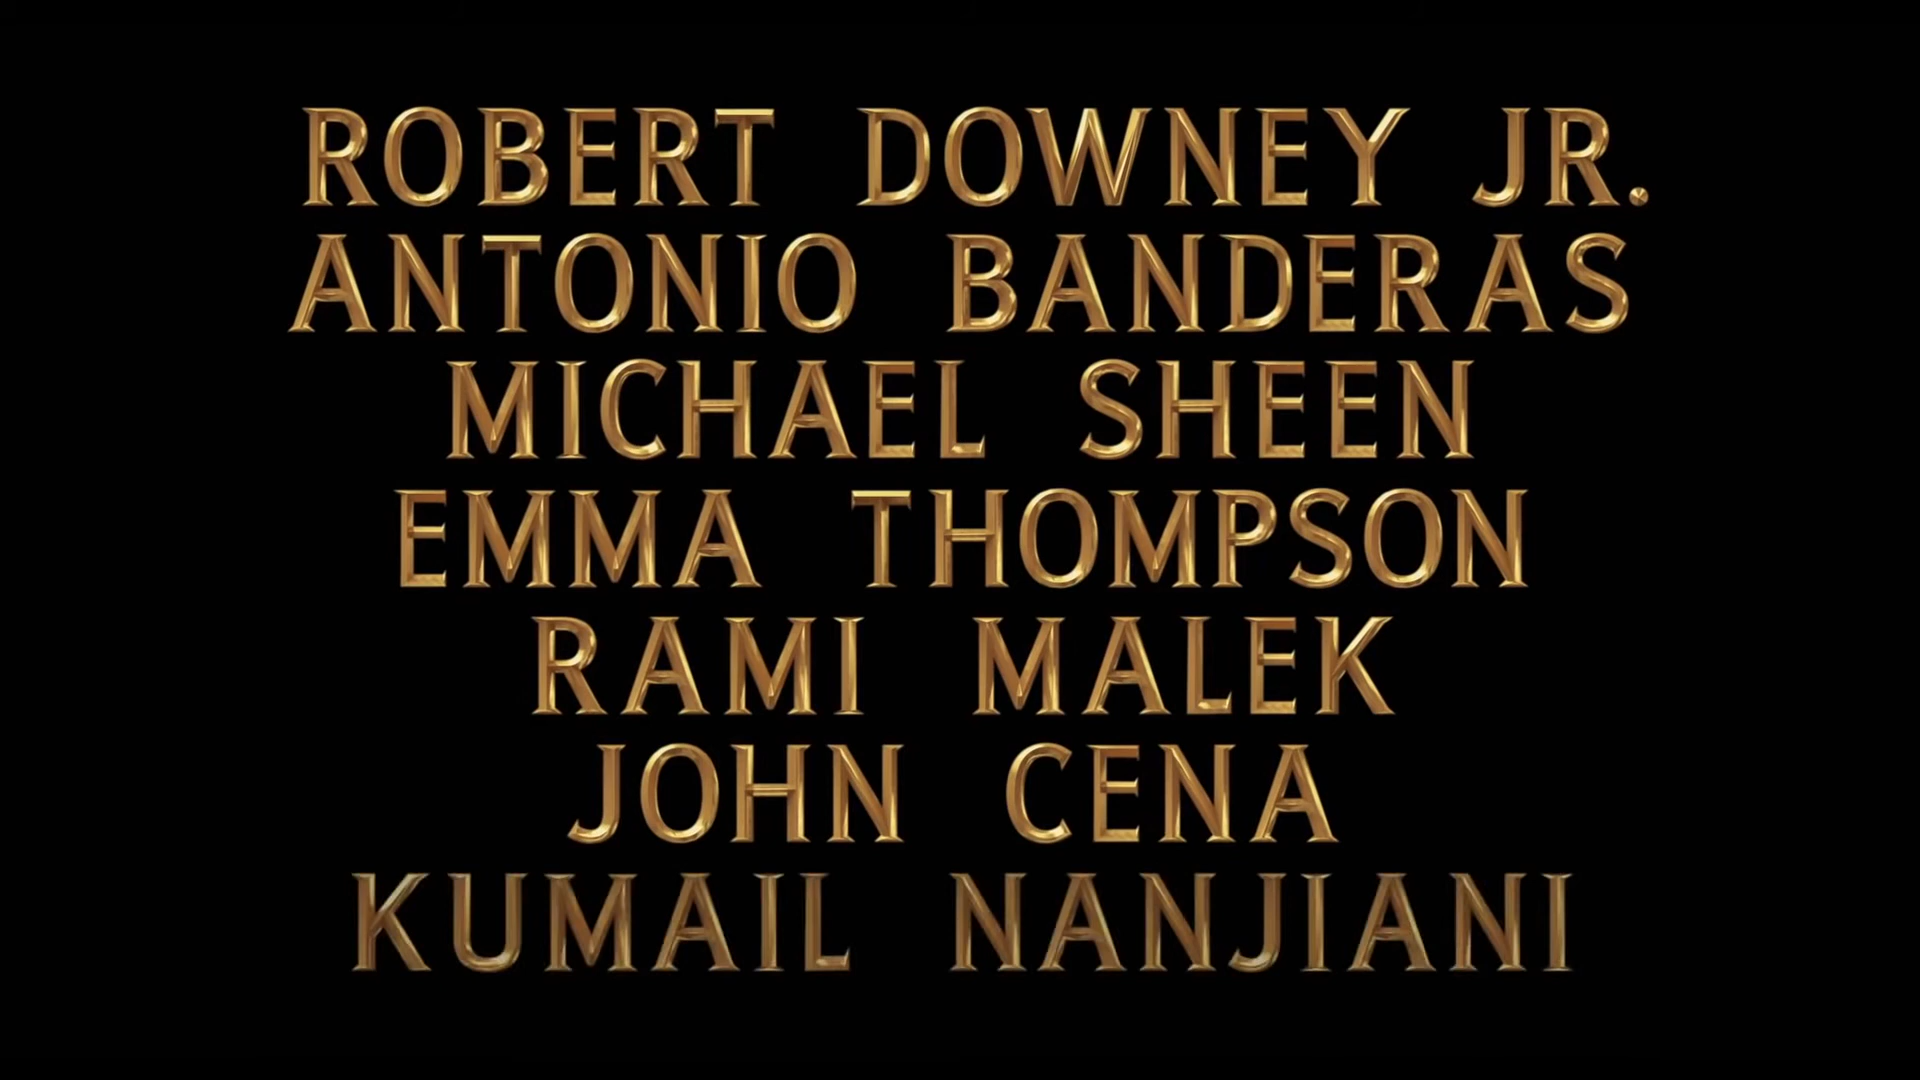 ROBERT DOWNEY JR.
ANTONIO BANDERAS
MICHAEL SHEEN
EMMA THOMPSON
RAMI MALEK
JOHN CENA
KUMAIL NANJIANI